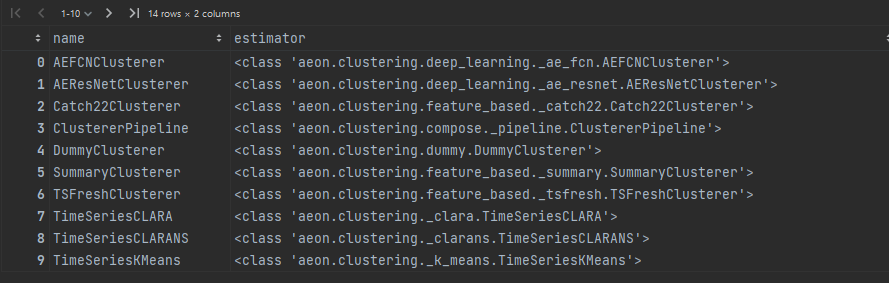 1-10 14 rows × 2 columns
name estimator
0 AEFCNClusterer <class 'aeon.clustering.deep_learning._ae_fcn.AEFCNClusterer'>
1 AEResNetClusterer <class 'aeon.clustering.deep_learning._ae_resnet.AEResNetClusterer'>
2 Catch22Clusterer <class 'aeon.clustering.feature_based._catch22.Catch22Clusterer'>
3 ClustererPipeline <class 'aeon.clustering.compose._pipeline.ClustererPipeline'>
4 DummyClusterer <class 'aeon.clustering.dummy.DummyClusterer'>
5 SummaryClusterer <class 'aeon.clustering.feature_based._summary.SummaryClusterer'>
6 TSFreshClusterer <class 'aeon.clustering.feature_based._tsfresh.TSFreshClusterer'>
7 TimeSeriesCLARA <class 'aeon.clustering._clara.TimeSeriesCLARA'>
8 TimeSeriesCLARANS <class 'aeon.clustering._clarans.TimeSeriesCLARANS'>
9 TimeSeriesKMeans <class 'aeon.clustering._k_means.TimeSeriesKMeans'>